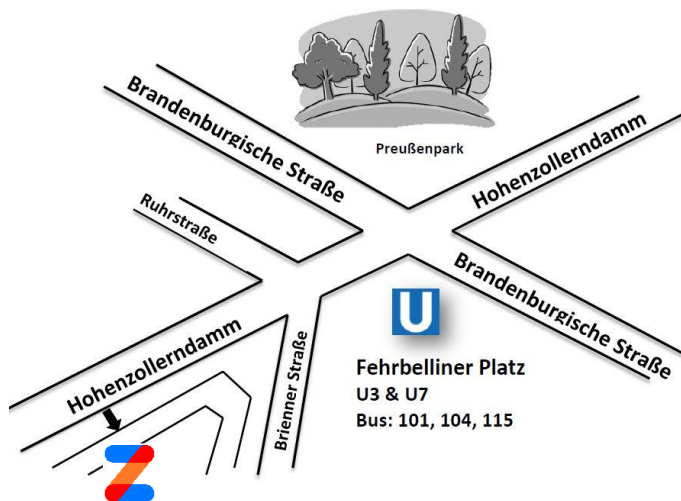 Brandenburgische Straße
Preußenpark
Hohenzollerndamm
Ruhrstraße
Brandenburgische Straße
U
Hohenzollerndamm
Brienner Straße
Fehrbelliner Platz
U3 & U7
Bus: 101, 104, 115
Z